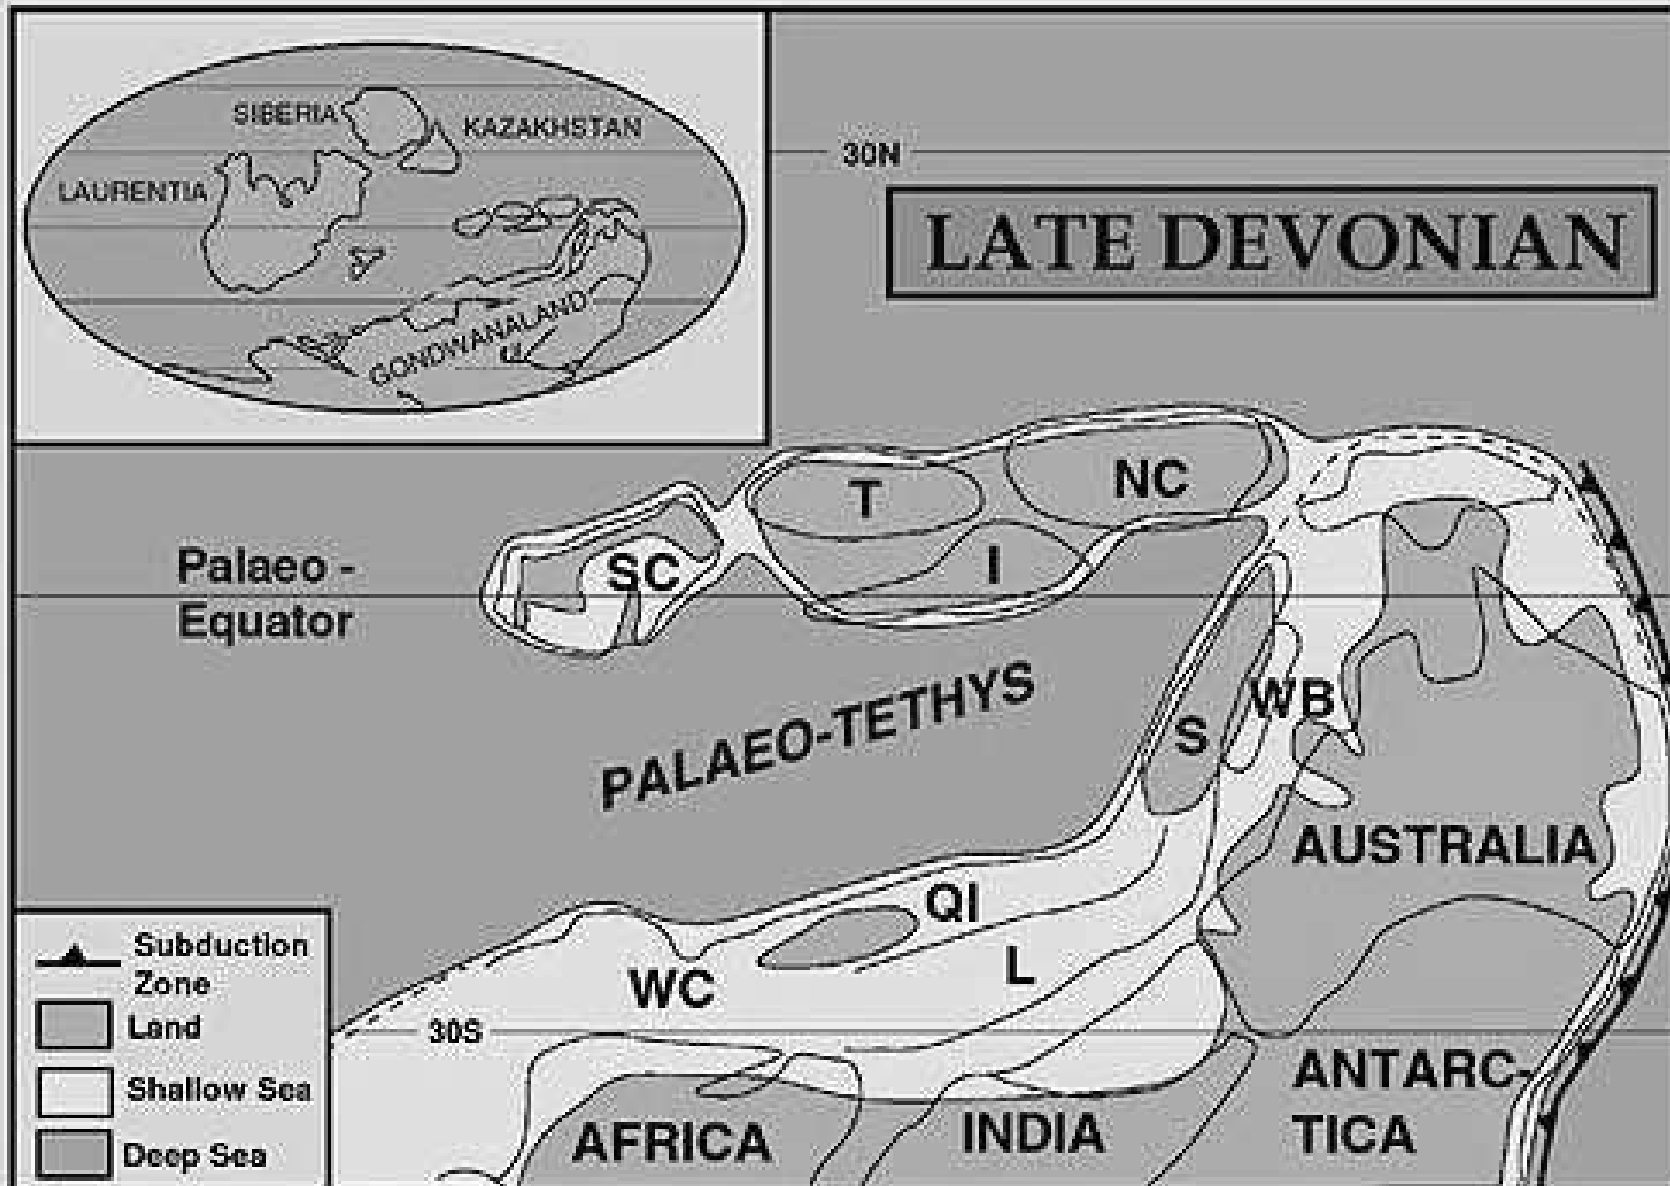 SIBERIA
KAZAKHSTAN
LAURENTIA
GONDWANALAND
30N
LATE DEVONIAN
T
NC
Palaeo -
Equator
SC
I
PALAEO-TETHYS
S
WB
AUSTRALIA
QI
WC
L
30S
Subduction
Zone
Land
Shallow Sea
Deep Sea
AFRICA
INDIA
ANTARC-
TICA